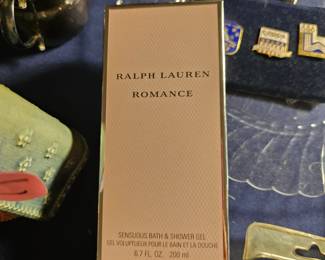 RALPH LAUREN
ROMANCE
SENSUOUS BATH & SHOWER GEL
GEL VOLUPTUEUX POUR LE BAIN ET LA DOUCHE
6.7 FL. OZ. 200 ml